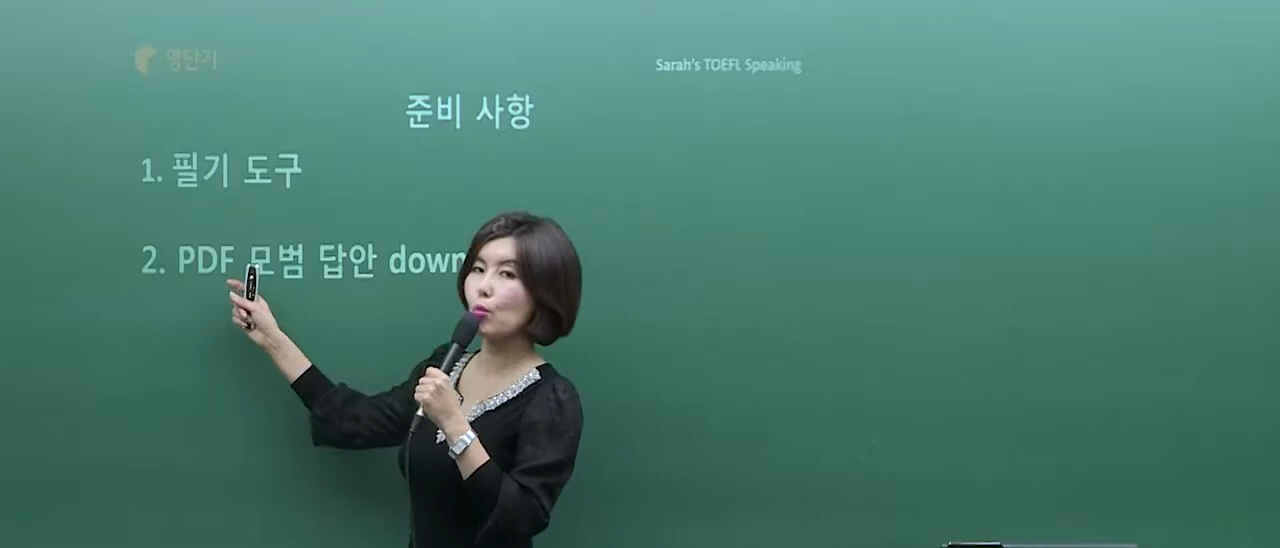 영단기
Sarah's TOEFL Speaking
준비 사항
1. 필기 도구
2. PDF 모범 답안 down